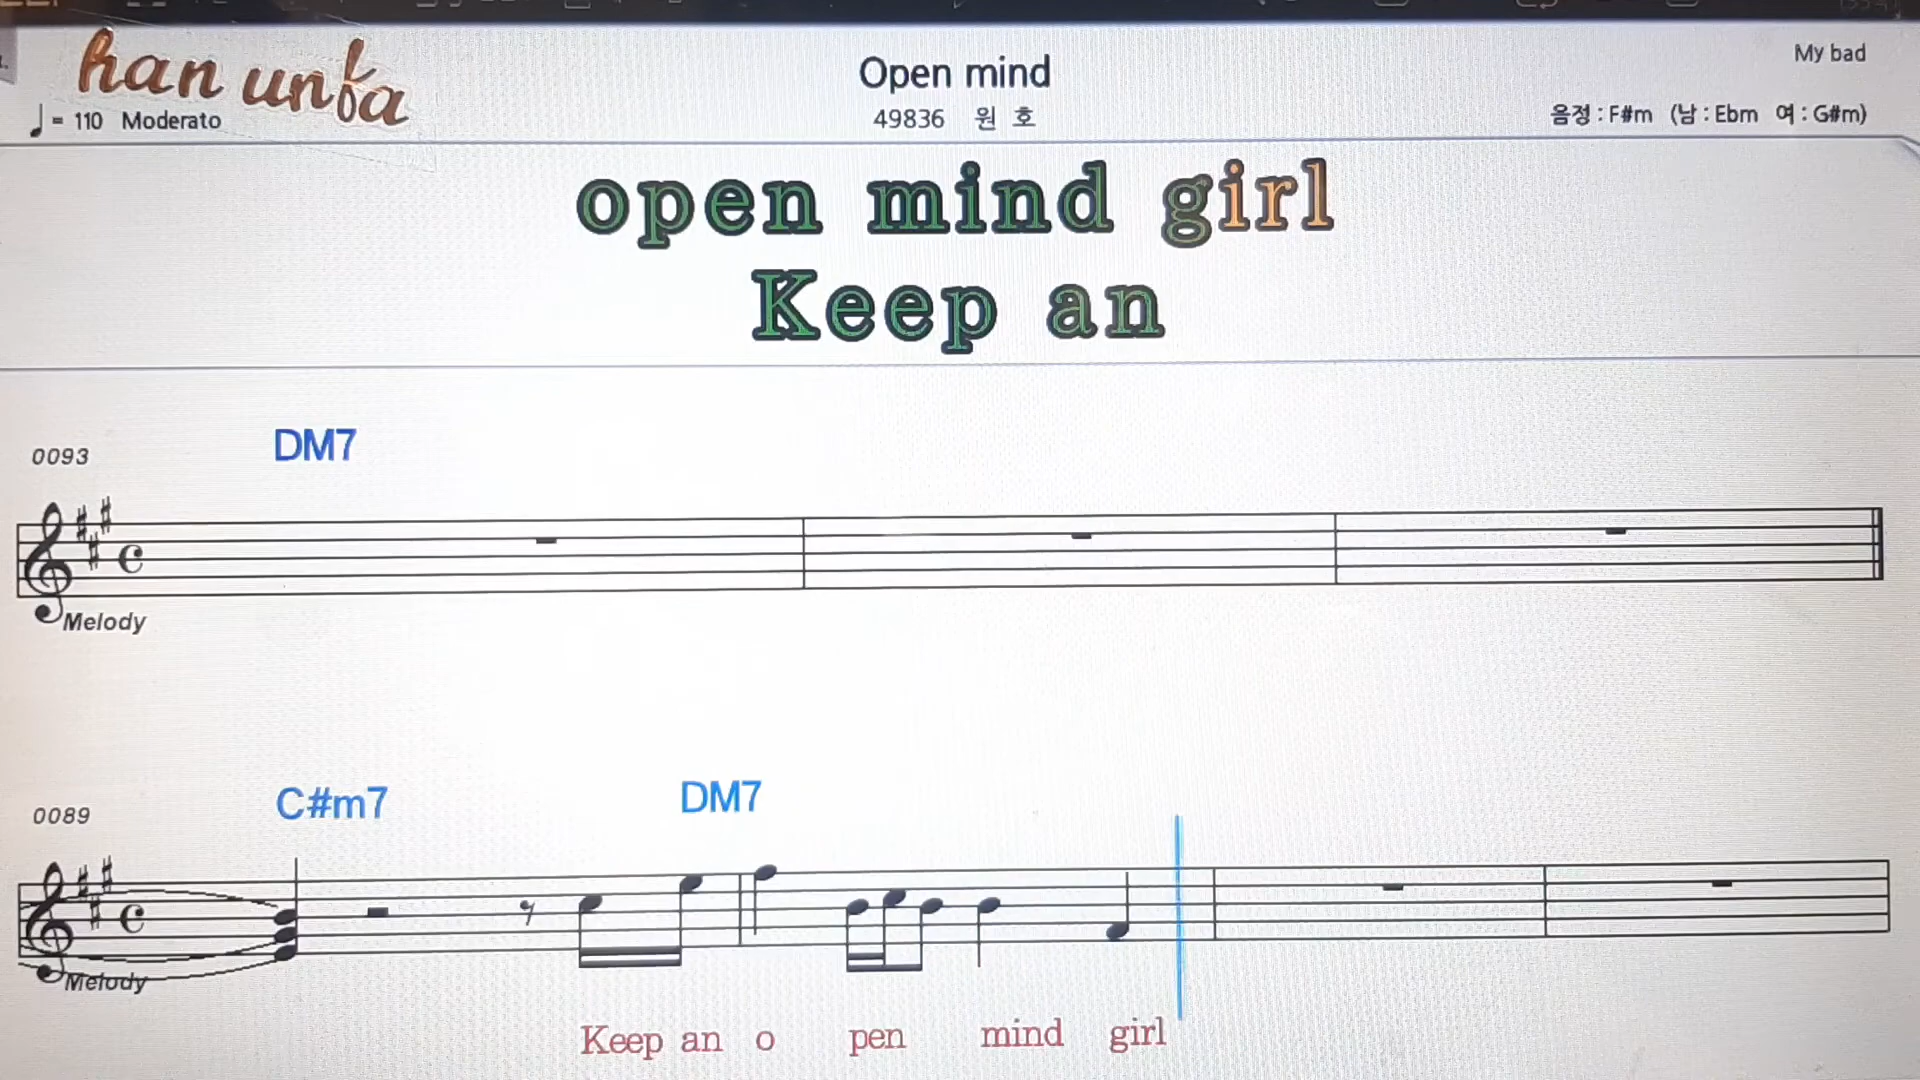 han unfa
Open mind
My bad
♩= 110 Moderato
49836 원 호
음정 : F#m (남 : Ebm 여 : G#m)
open mind girl
Keep an
0093 DM7
Melody
0089 C#m7 DM7
Melody
Keep an o pen mind girl